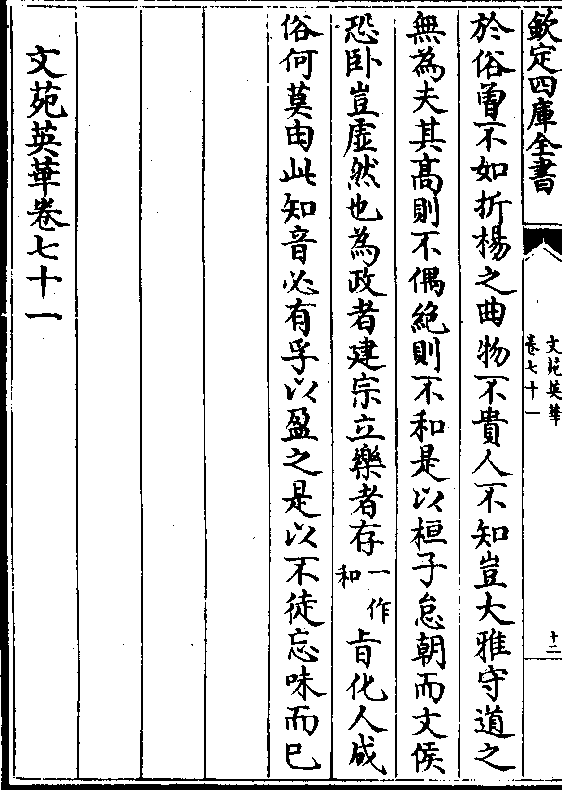 欽定四庫全書
文苑英華
卷七十一
十二
於俗曾不如折楊之曲物不貴人不知豈大雅守道之
無為夫其高則不偶絕則不和是以桓子怠朝而文侯
恐卧豈虛然也為政者建宗立樂者存一作和旨化人成
俗何莫由此知音必有孚以盈之是以不徒忘味而已
文苑英華卷七十一